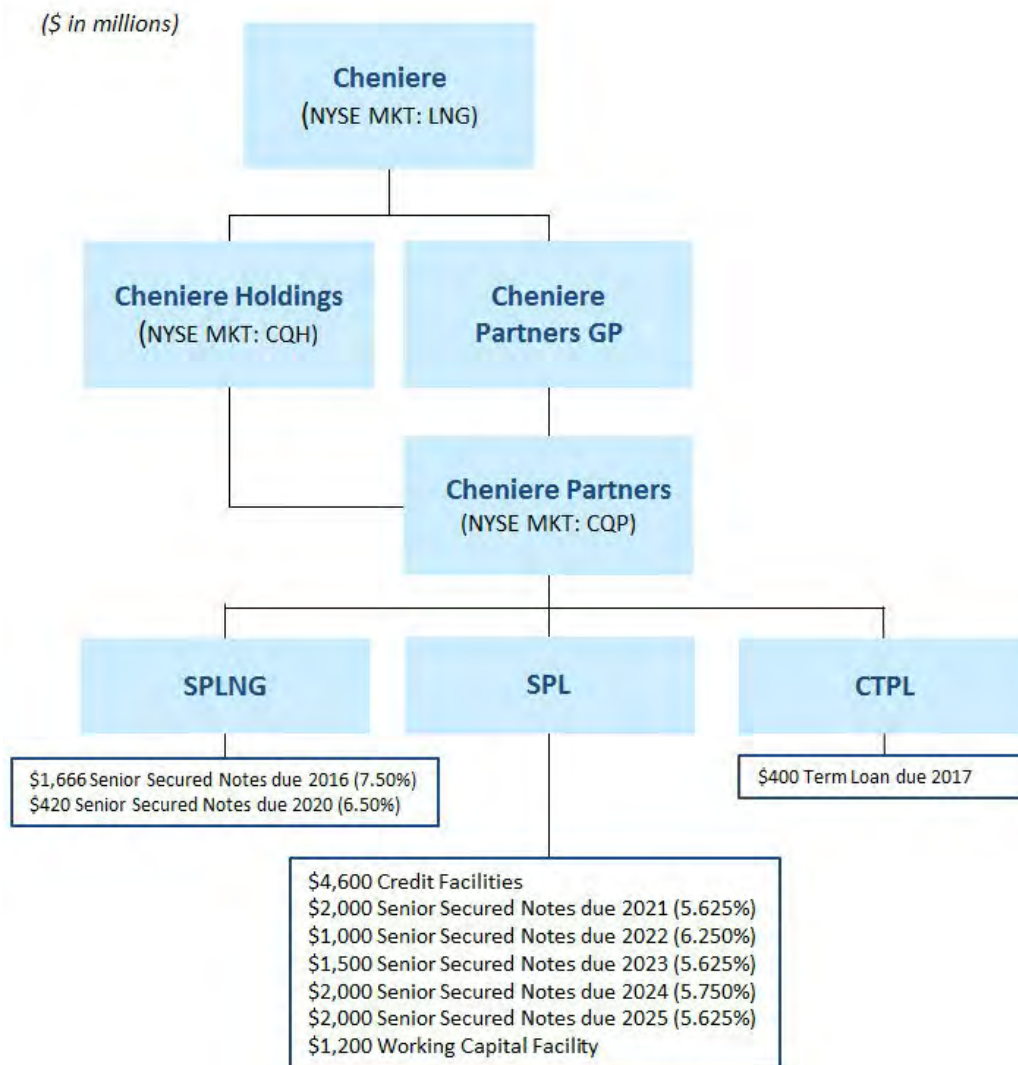 ($ in millions)
Cheniere
(NYSE MKT: LNG)
Cheniere Holdings
(NYSE MKT: CQH)
Cheniere
Partners GP
Cheniere Partners
(NYSE MKT: CQP)
SPLNG
SPL
CTPL
$1,666 Senior Secured Notes due 2016 (7.50%)
$420 Senior Secured Notes due 2020 (6.50%)
$400 Term Loan due 2017
$4,600 Credit Facilities
$2,000 Senior Secured Notes due 2021 (5.625%)
$1,000 Senior Secured Notes due 2022 (6.250%)
$1,500 Senior Secured Notes due 2023 (5.625%)
$2,000 Senior Secured Notes due 2024 (5.750%)
$2,000 Senior Secured Notes due 2025 (5.625%)
$1,200 Working Capital Facility